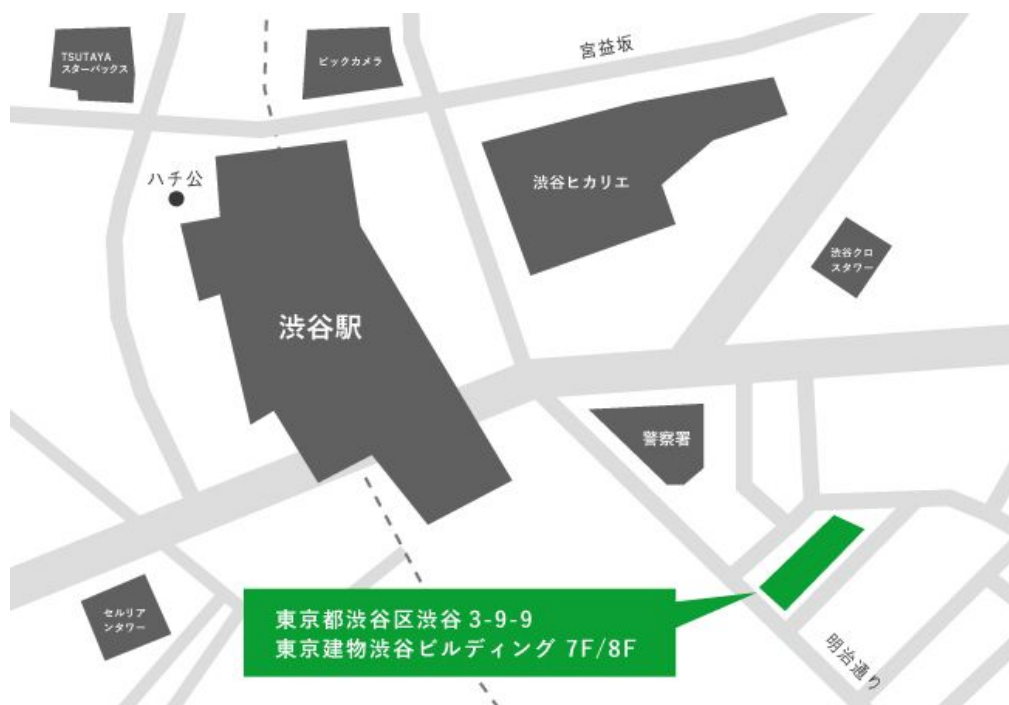 TSUTAYA
スターバックス
ビックカメラ
宮益坂
ハチ公
渋谷ヒカリエ
渋谷クロ
スタワー
渋谷駅
警察署
セルリア
ンタワー
東京都渋谷区渋谷 3-9-9
東京建物渋谷ビルディング 7F/8F
明治通り